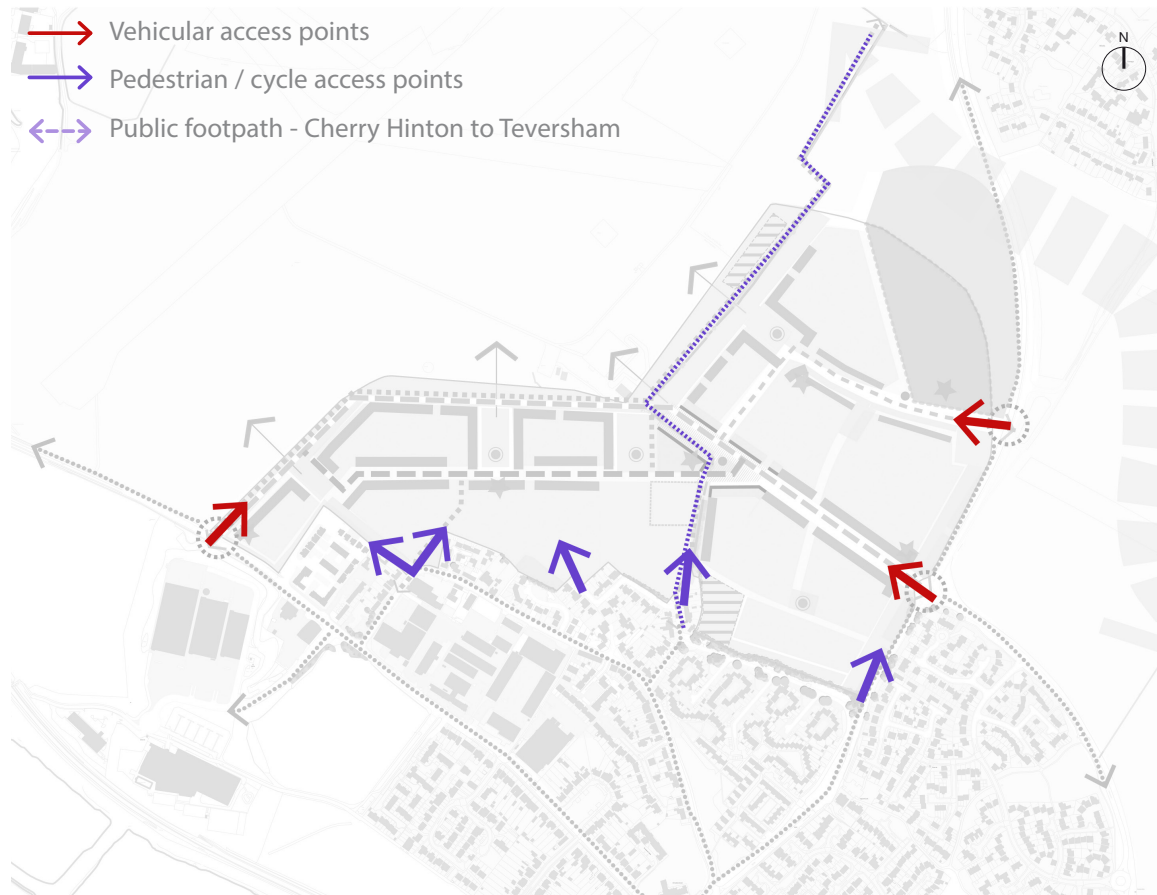 Vehicular access points
Pedestrian / cycle access points
Public footpath - Cherry Hinton to Teversham
N